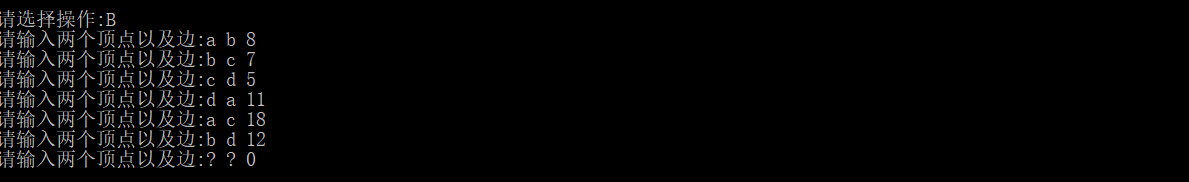 请选择操作:B
请输入两个顶点以及边:a b 8
请输入两个顶点以及边:b c 7
请输入两个顶点以及边:c d 5
请输入两个顶点以及边:d a 11
请输入两个顶点以及边:a c 18
请输入两个顶点以及边:b d 12
请输入两个顶点以及边:? ? 0